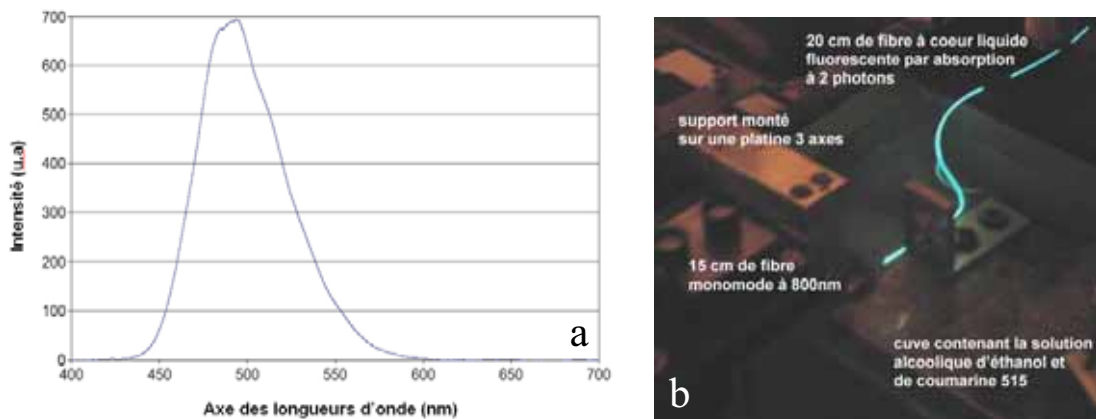 700
600
500
400
300
200
100
0
400 450 500 550 600 650 700
Intensité (u.a)
Axe des longueurs d'onde (nm)
a
20 cm de fibre à coeur liquide
fluorescente par absorption
à 2 photons
support monté
sur une platine 3 axes
15 cm de fibre
monomode à 800nm
cuve contenant la solution
alcoolique d'éthanol et
de coumarine 515
b